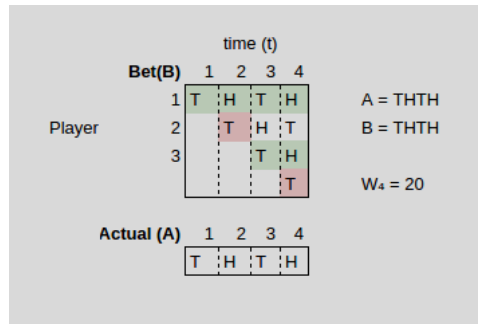 time (t)
Bet(B) 1 2 3 4
1 T H T H A = THTH
Player 2 T H T B = THTH
3 T H
T W₄ = 20
Actual (A) 1 2 3 4
T H T H